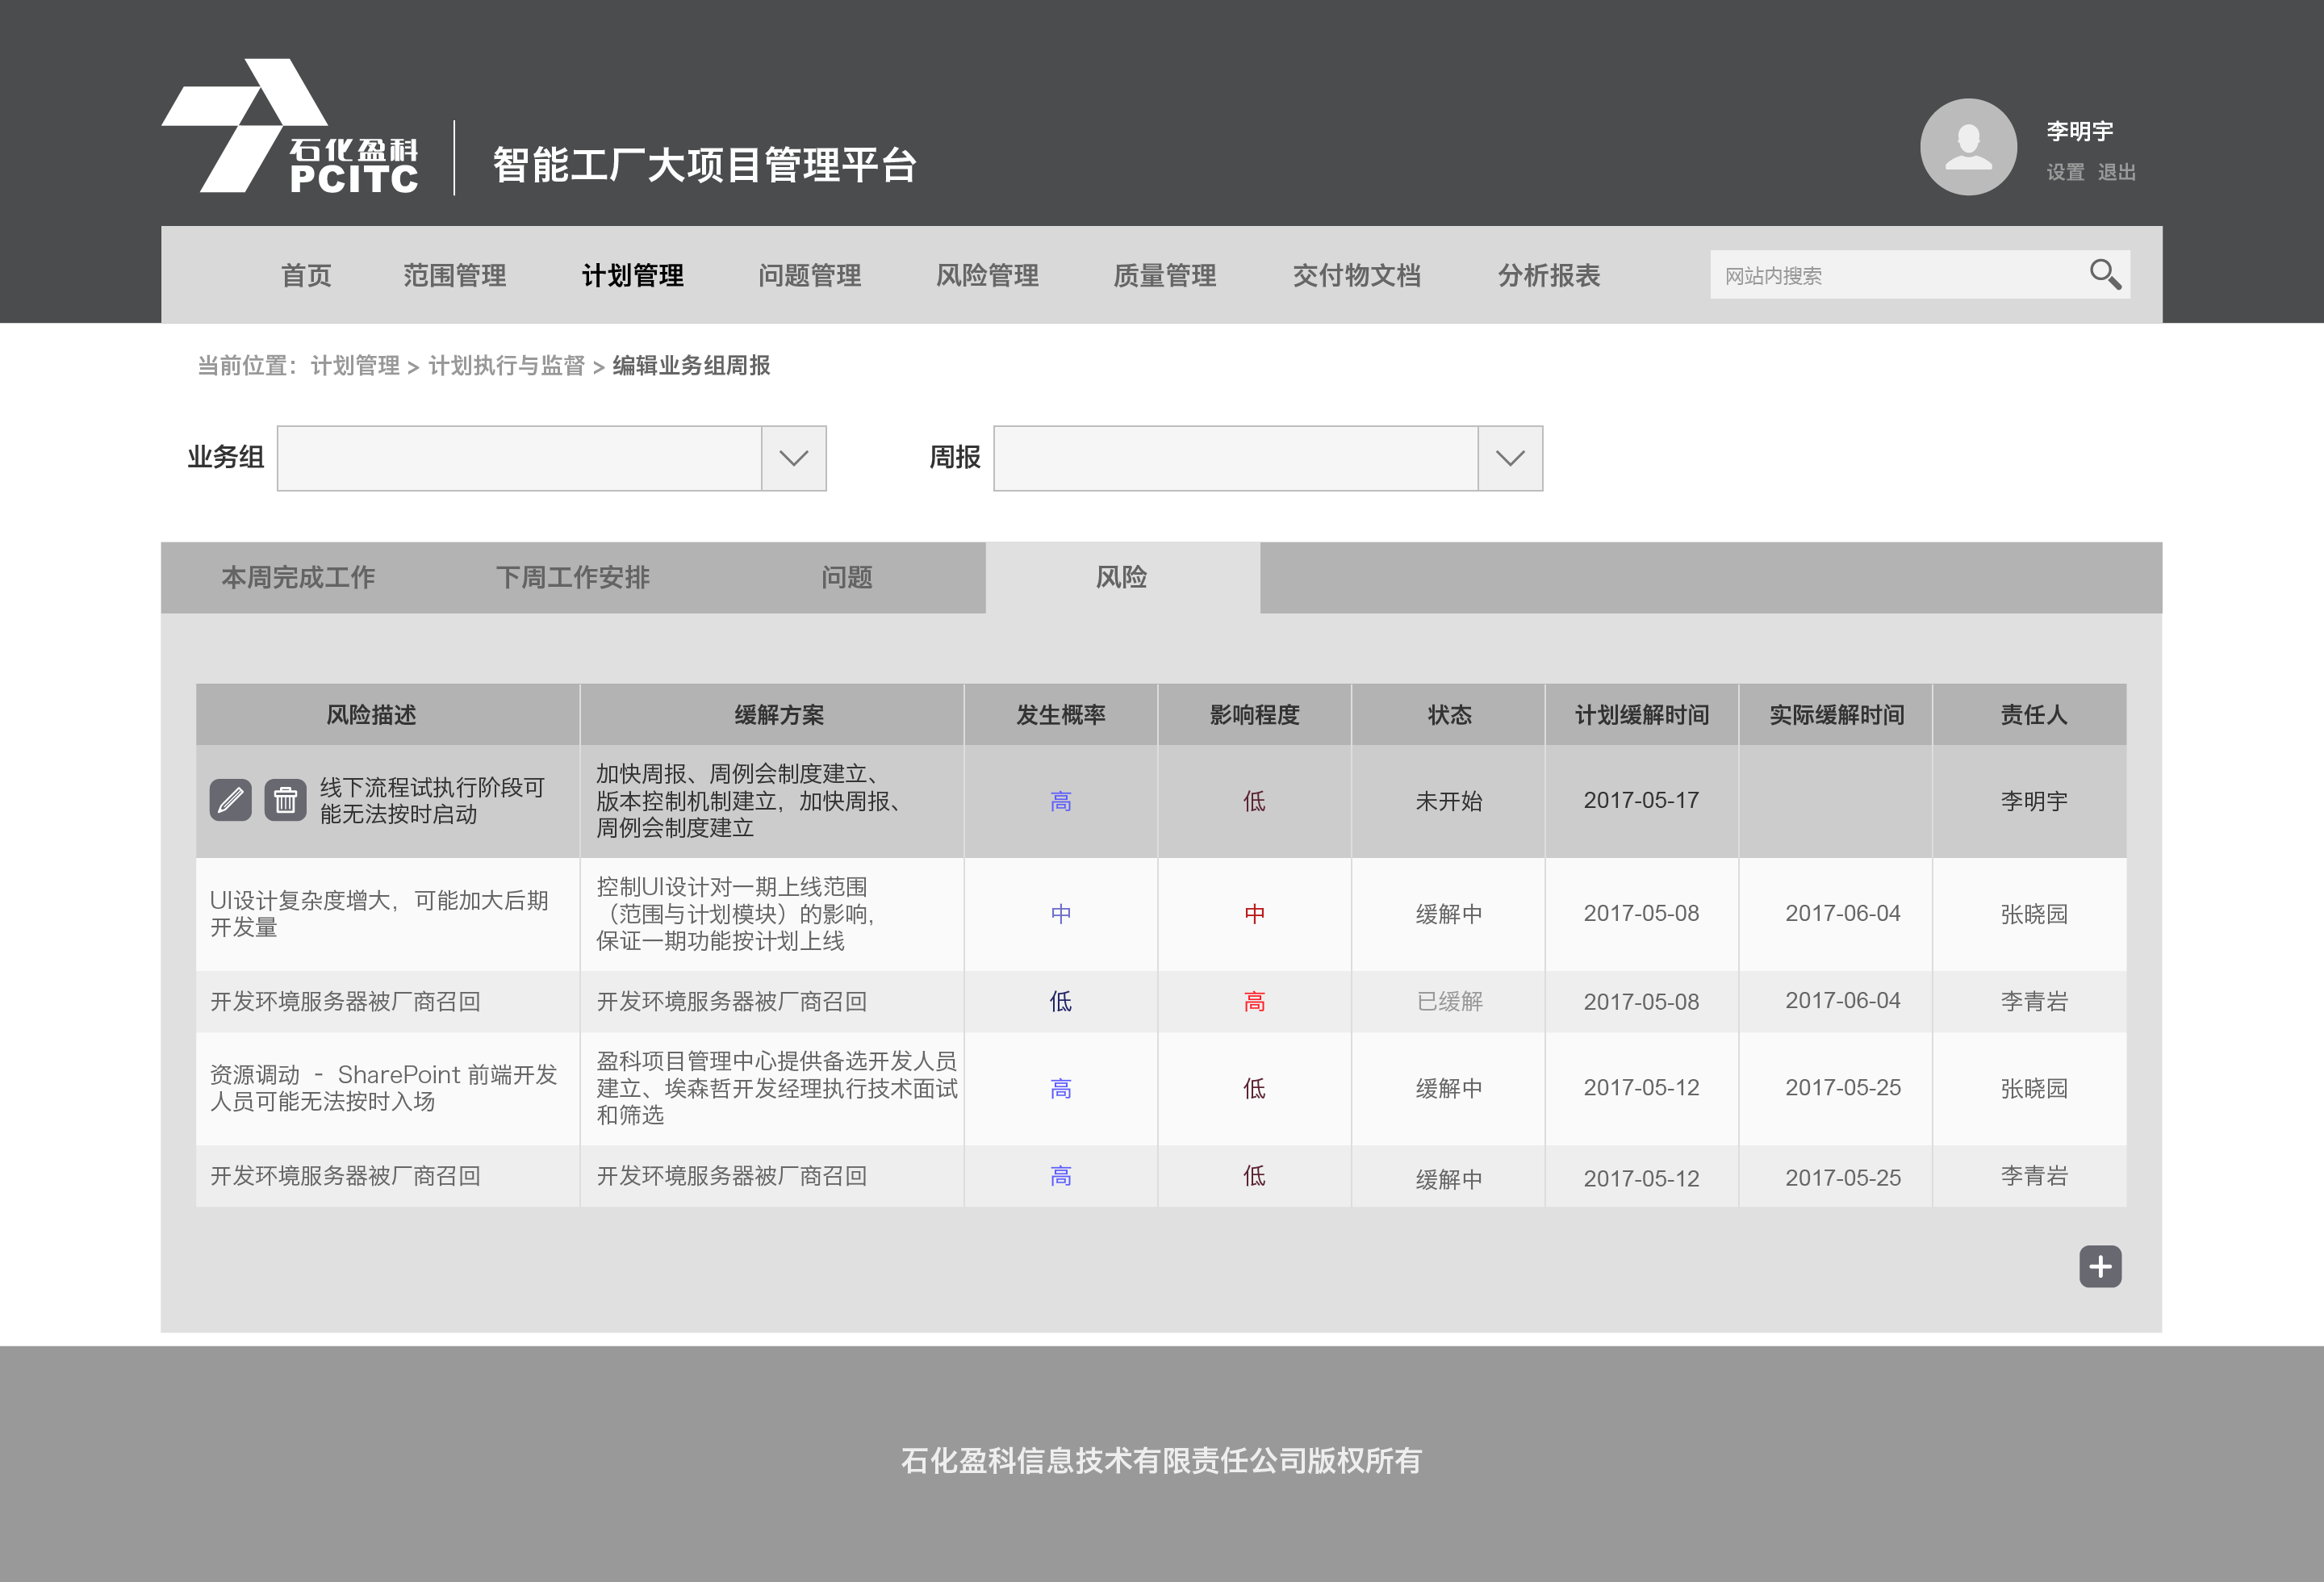 石化盈科
PCITC
智能工厂大项目管理平台
李明宇
设置 退出
首页 范围管理 计划管理 问题管理 风险管理 质量管理 交付物文档 分析报表 网站内搜索
当前位置：计划管理 > 计划执行与监督 > 编辑业务组周报
业务组 周报
本周完成工作 下周工作安排 问题 风险
风险描述 缓解方案 发生概率 影响程度 状态 计划缓解时间 实际缓解时间 责任人
线下流程试执行阶段可
能无法按时启动
加快周报、周例会制度建立、
版本控制机制建立，加快周报、
周例会制度建立
高 低 未开始 2017-05-17 李明宇
UI设计复杂度增大，可能加大后期
开发量
控制UI设计对一期上线范围
（范围与计划模块）的影响，
保证一期功能按计划上线
中 中 缓解中 2017-05-08 2017-06-04 张晓园
开发环境服务器被厂商召回 开发环境服务器被厂商召回 低 高 已缓解 2017-05-08 2017-06-04 李青岩
资源调动 - SharePoint 前端开发
人员可能无法按时入场
盈科项目管理中心提供备选开发人员
建立、埃森哲开发经理执行技术面试
和筛选
高 低 缓解中 2017-05-12 2017-05-25 张晓园
开发环境服务器被厂商召回 开发环境服务器被厂商召回 高 低 缓解中 2017-05-12 2017-05-25 李青岩
石化盈科信息技术有限责任公司版权所有